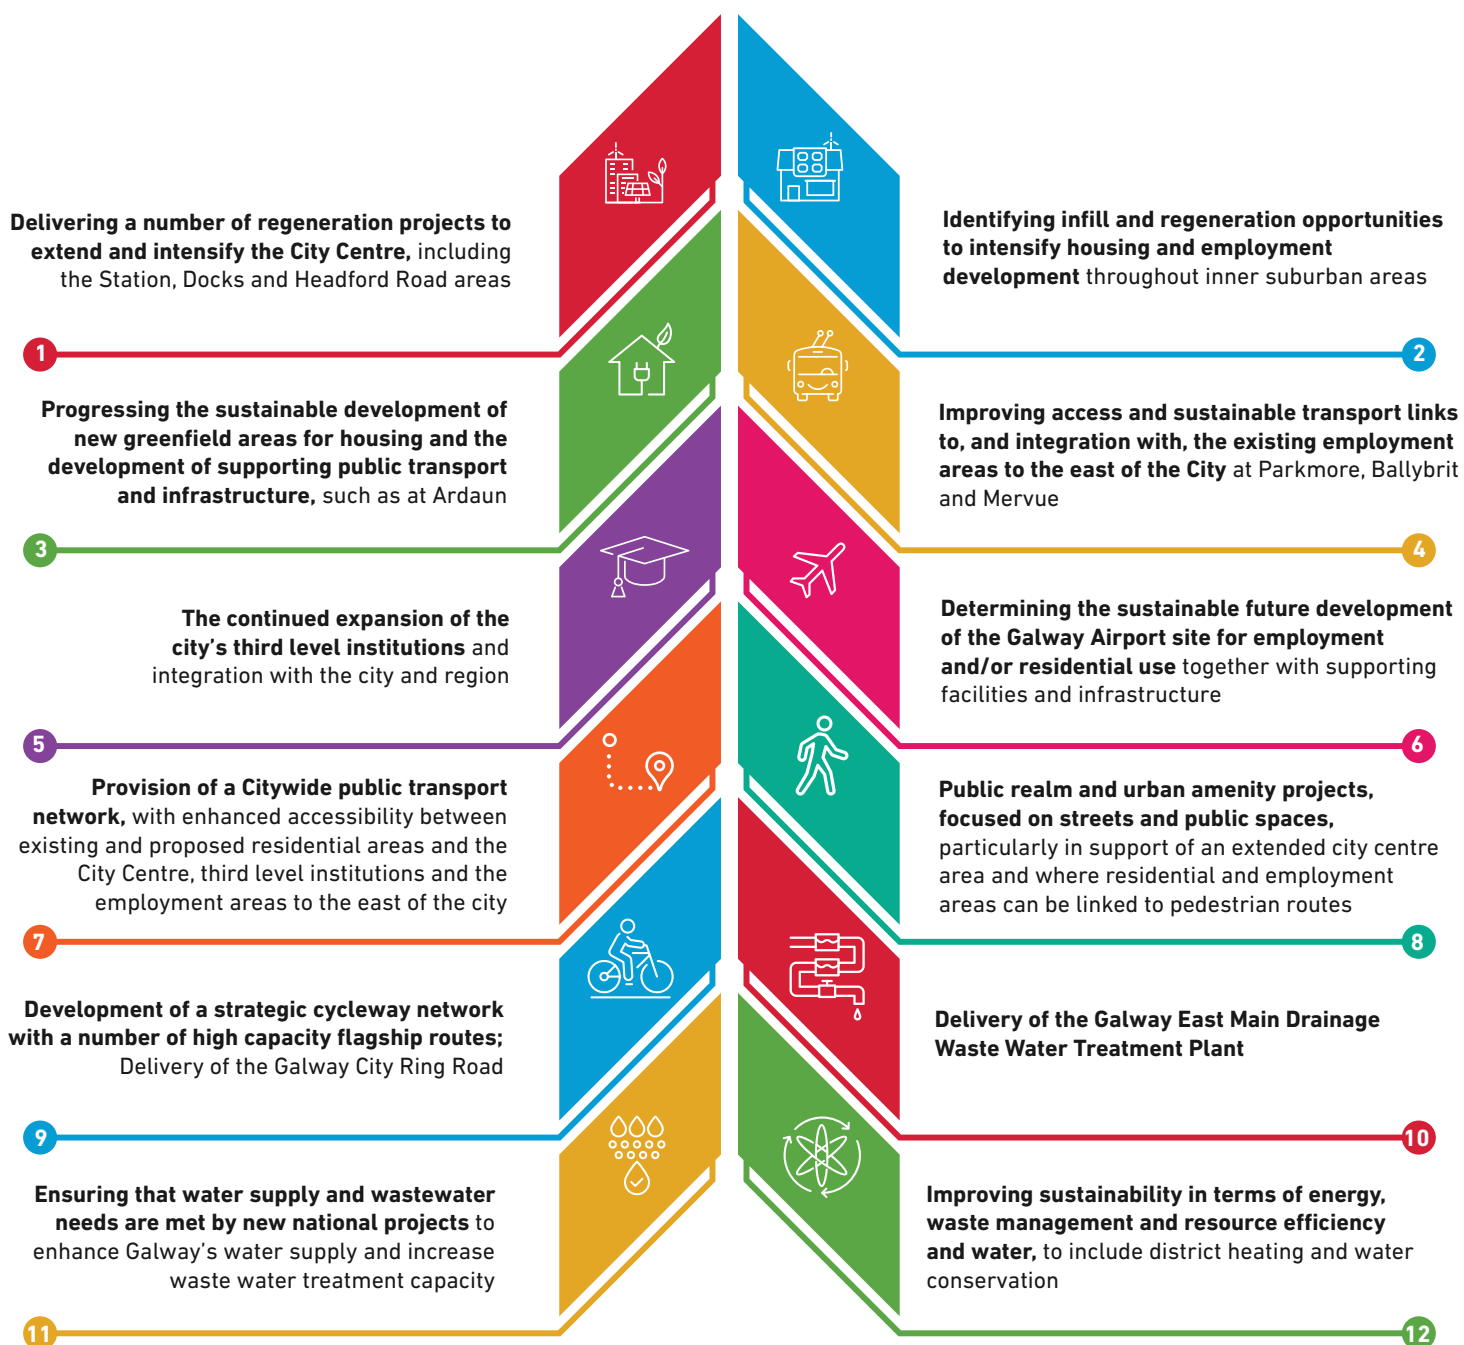 Delivering a number of regeneration projects to
extend and intensify the City Centre, including
the Station, Docks and Headford Road areas
1
Identifying infill and regeneration opportunities
to intensify housing and employment
development throughout inner suburban areas
2
Progressing the sustainable development of
new greenfield areas for housing and the
development of supporting public transport
and infrastructure, such as at Ardaun
3
Improving access and sustainable transport links
to, and integration with, the existing employment
areas to the east of the City at Parkmore, Ballybrit
and Mervue
4
The continued expansion of the
city's third level institutions and
integration with the city and region
5
Determining the sustainable future development
of the Galway Airport site for employment
and/or residential use together with supporting
facilities and infrastructure
6
Provision of a Citywide public transport
network, with enhanced accessibility between
existing and proposed residential areas and the
City Centre, third level institutions and the
employment areas to the east of the city
7
Public realm and urban amenity projects,
focused on streets and public spaces,
particularly in support of an extended city centre
area and where residential and employment
areas can be linked to pedestrian routes
8
Development of a strategic cycleway network
with a number of high capacity flagship routes;
Delivery of the Galway City Ring Road
9
Delivery of the Galway East Main Drainage
Waste Water Treatment Plant
10
Ensuring that water supply and wastewater
needs are met by new national projects to
enhance Galway's water supply and increase
waste water treatment capacity
11
Improving sustainability in terms of energy,
waste management and resource efficiency
and water, to include district heating and water
conservation
12